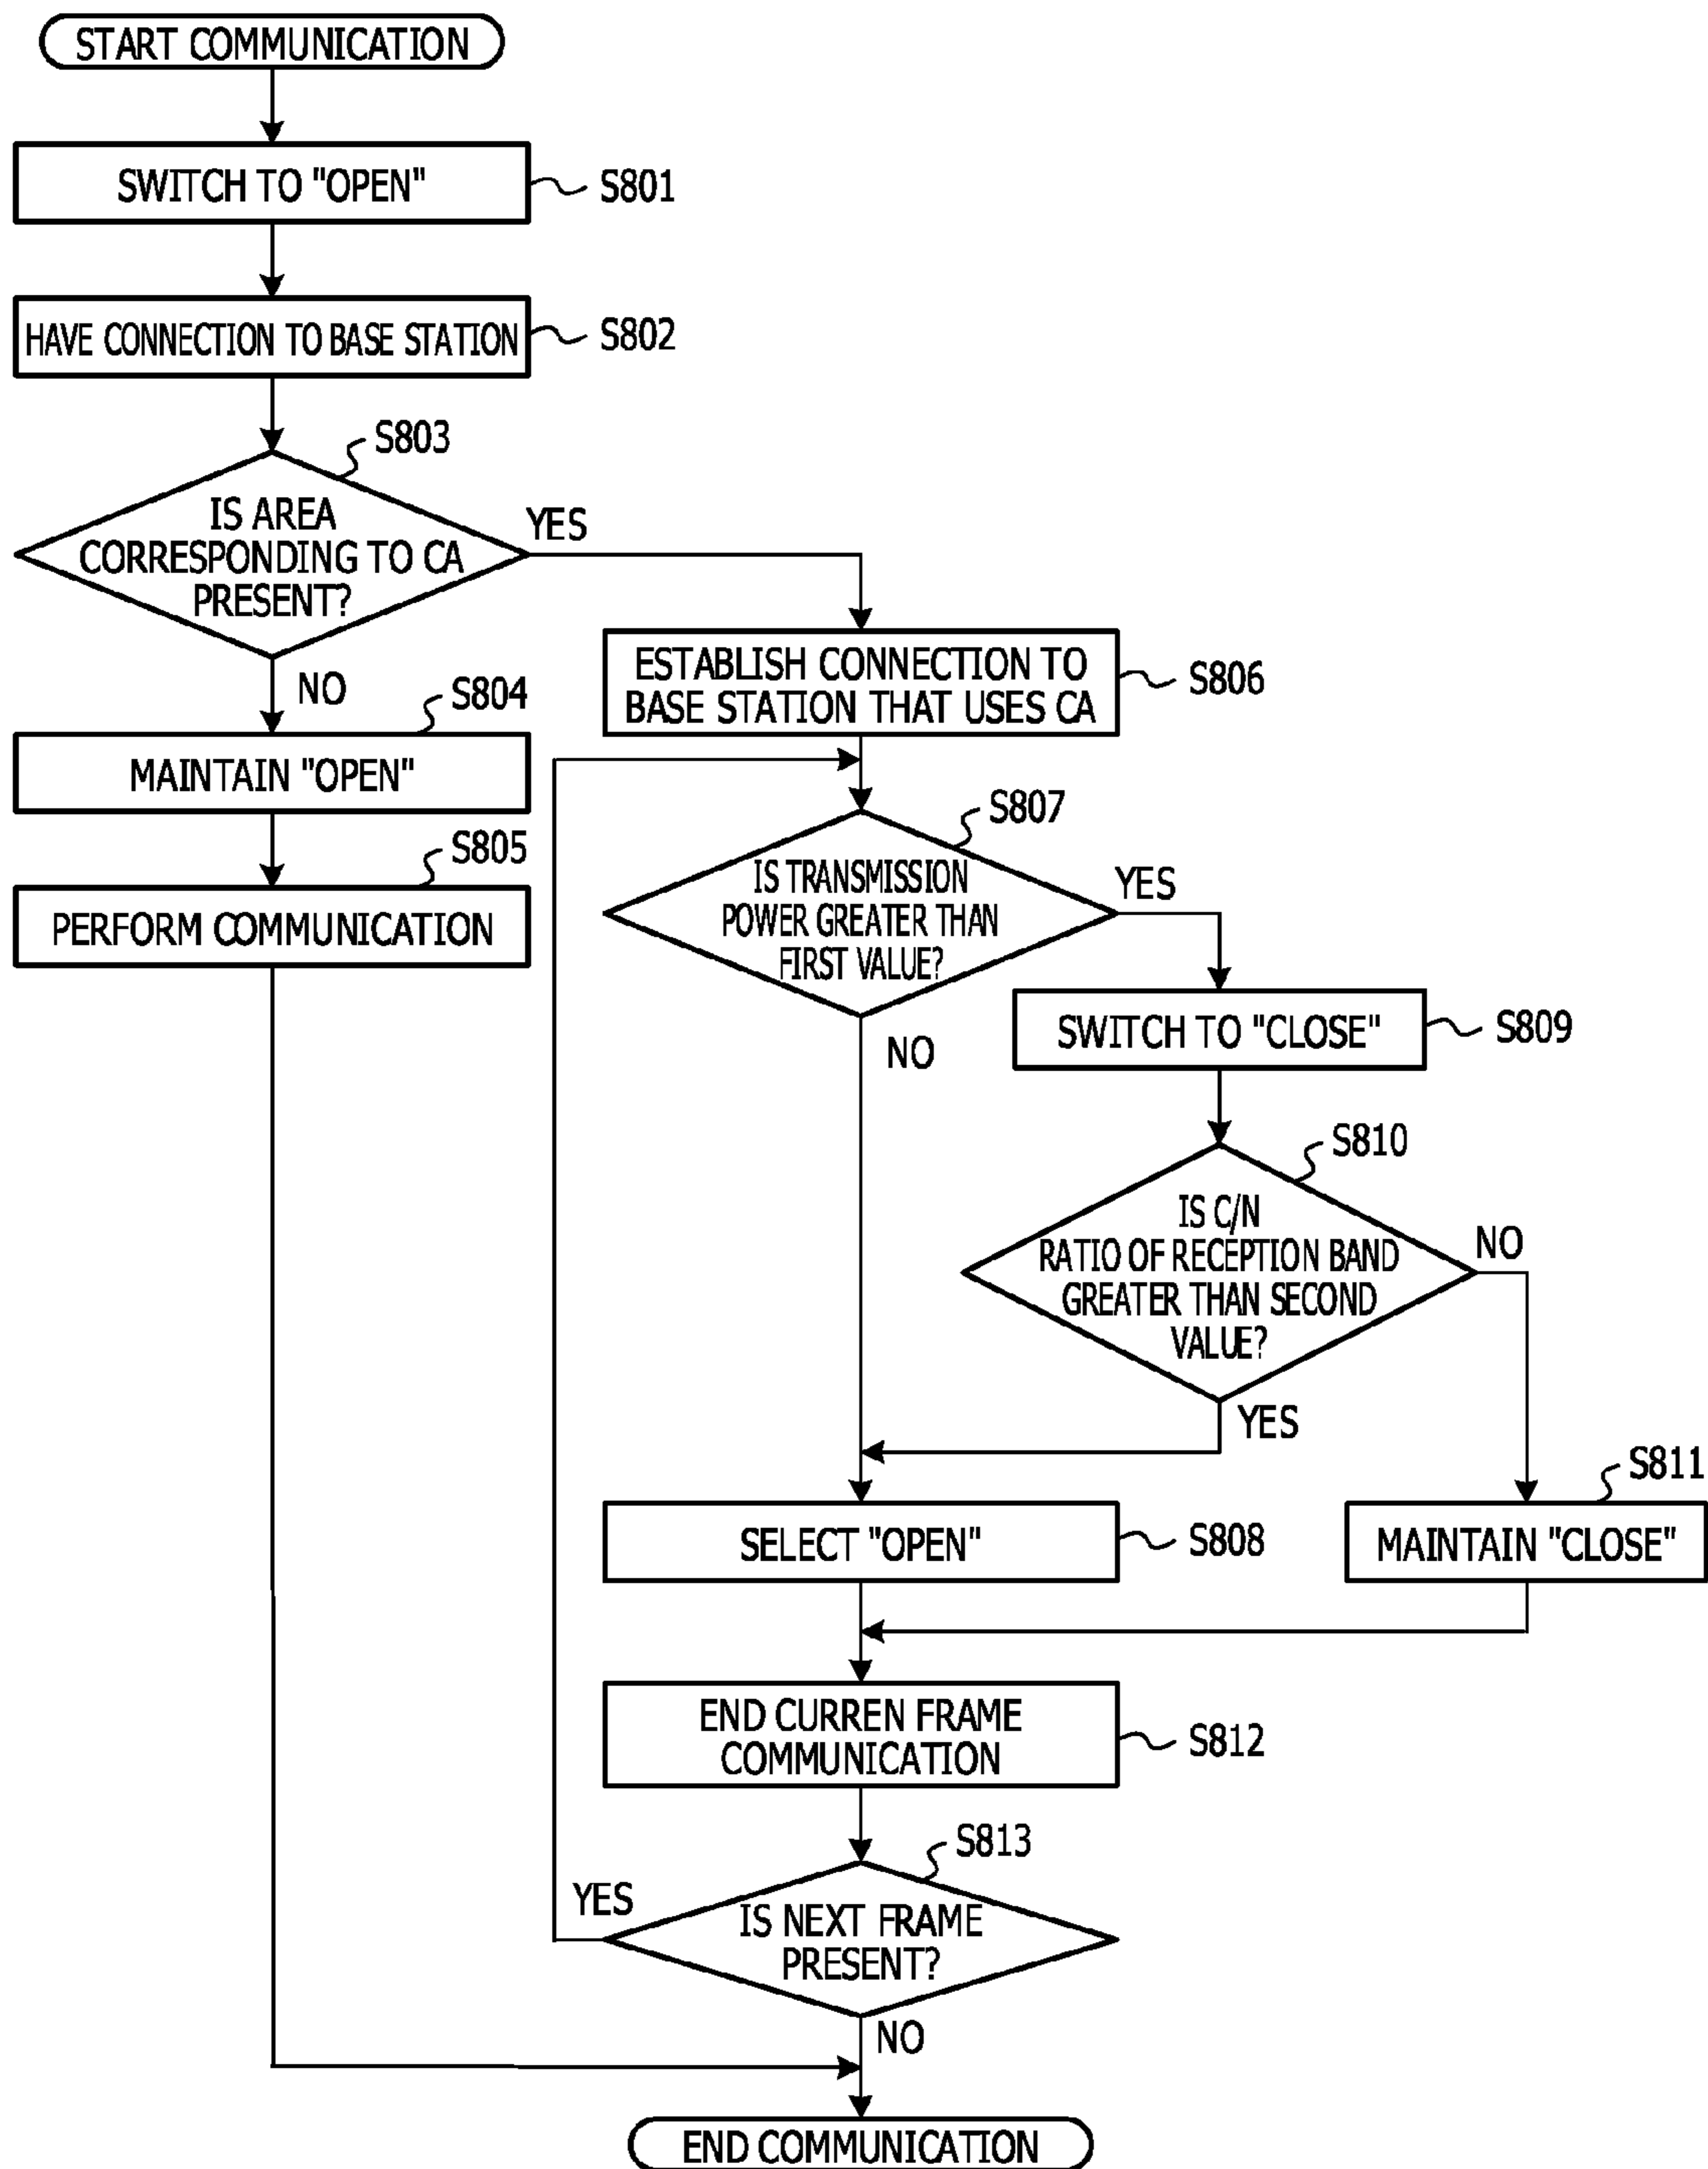 START COMMUNICATION
SWITCH TO "OPEN"
S801
HAVE CONNECTION TO BASE STATION
S802
S803
IS AREA
CORRESPONDING TO CA
PRESENT?
YES
NO
S804
MAINTAIN "OPEN"
S805
PERFORM COMMUNICATION
ESTABLISH CONNECTION TO
BASE STATION THAT USES CA
S806
S807
IS TRANSMISSION
POWER GREATER THAN
FIRST VALUE?
YES
NO
SWITCH TO "CLOSE"
S809
S810
IS C/N
RATIO OF RECEPTION BAND
GREATER THAN SECOND
VALUE?
NO
YES
SELECT "OPEN"
S808
S811
MAINTAIN "CLOSE"
END CURREN FRAME
COMMUNICATION
S812
S813
IS NEXT FRAME
PRESENT?
YES
NO
END COMMUNICATION